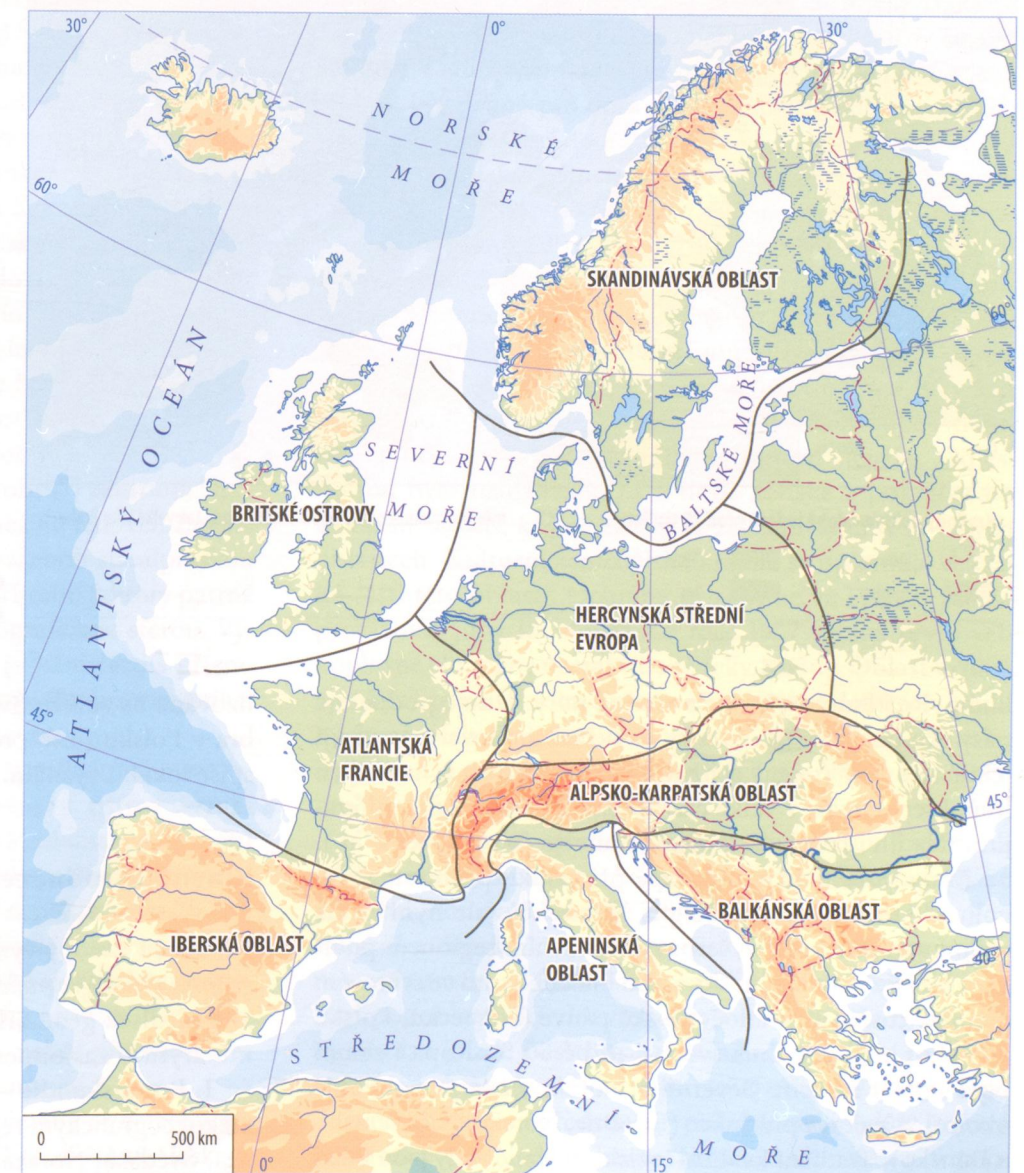 30°
0°
30°
NORSKÉ
MOŘE
60°
SKANDINÁVSKÁ OBLAST
60°
ATLANTSKÝ OCEÁN
BALTSKÉ MOŘE
SEVERNÍ
MOŘE
BRITSKÉ OSTROVY
HERCYNSKÁ STŘEDNÍ
EVROPA
45°
ATLANTSKÁ
FRANCIE
ALPSKO-KARPATSKÁ OBLAST
45°
BALKÁNSKÁ OBLAST
IBERSKÁ OBLAST
APENINSKÁ
OBLAST
40°
STŘEDOZEMNÍ
MOŘE
0
500 km
0°
15°